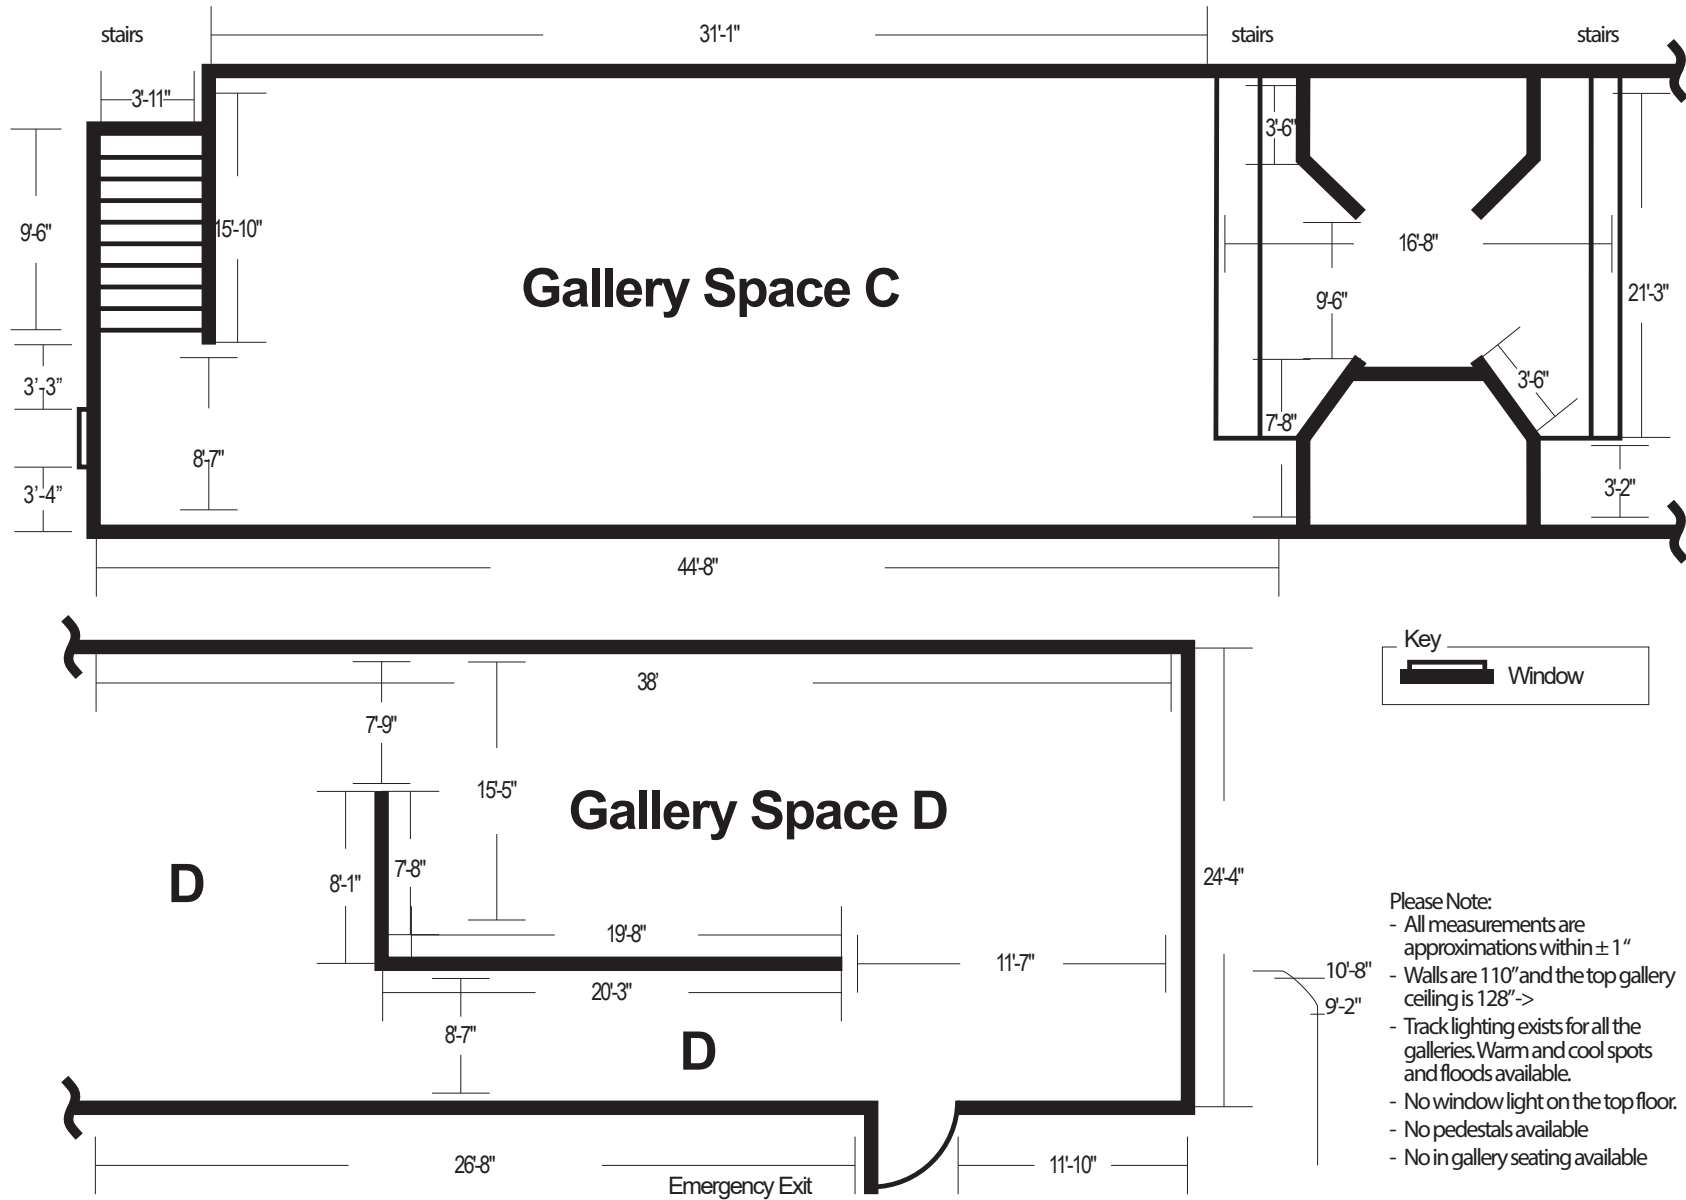 stairs
31'-1"
stairs
stairs
3'-11"
3'-6"
9'-6"
15'-10"
16'-8"
Gallery Space C
9'-6"
21'-3"
3'-3"
3'-6"
7'-8"
8'-7"
3'-4"
3'-2"
44'-8"
Key
Window
38'
7'-9"
15'-5"
Gallery Space D
D
8'-1"
7'-8"
24'-4"
19'-8"
11'-7"
20'-3"
8'-7"
D
10'-8"
9'-2"
Please Note:
- All measurements are
approximations within ± 1"
- Walls are 110" and the top gallery
ceiling is 128"->
- Track lighting exists for all the
galleries. Warm and cool spots
and floods available.
- No window light on the top floor.
- No pedestals available
- No in gallery seating available
26'-8"
Emergency Exit
11'-10"